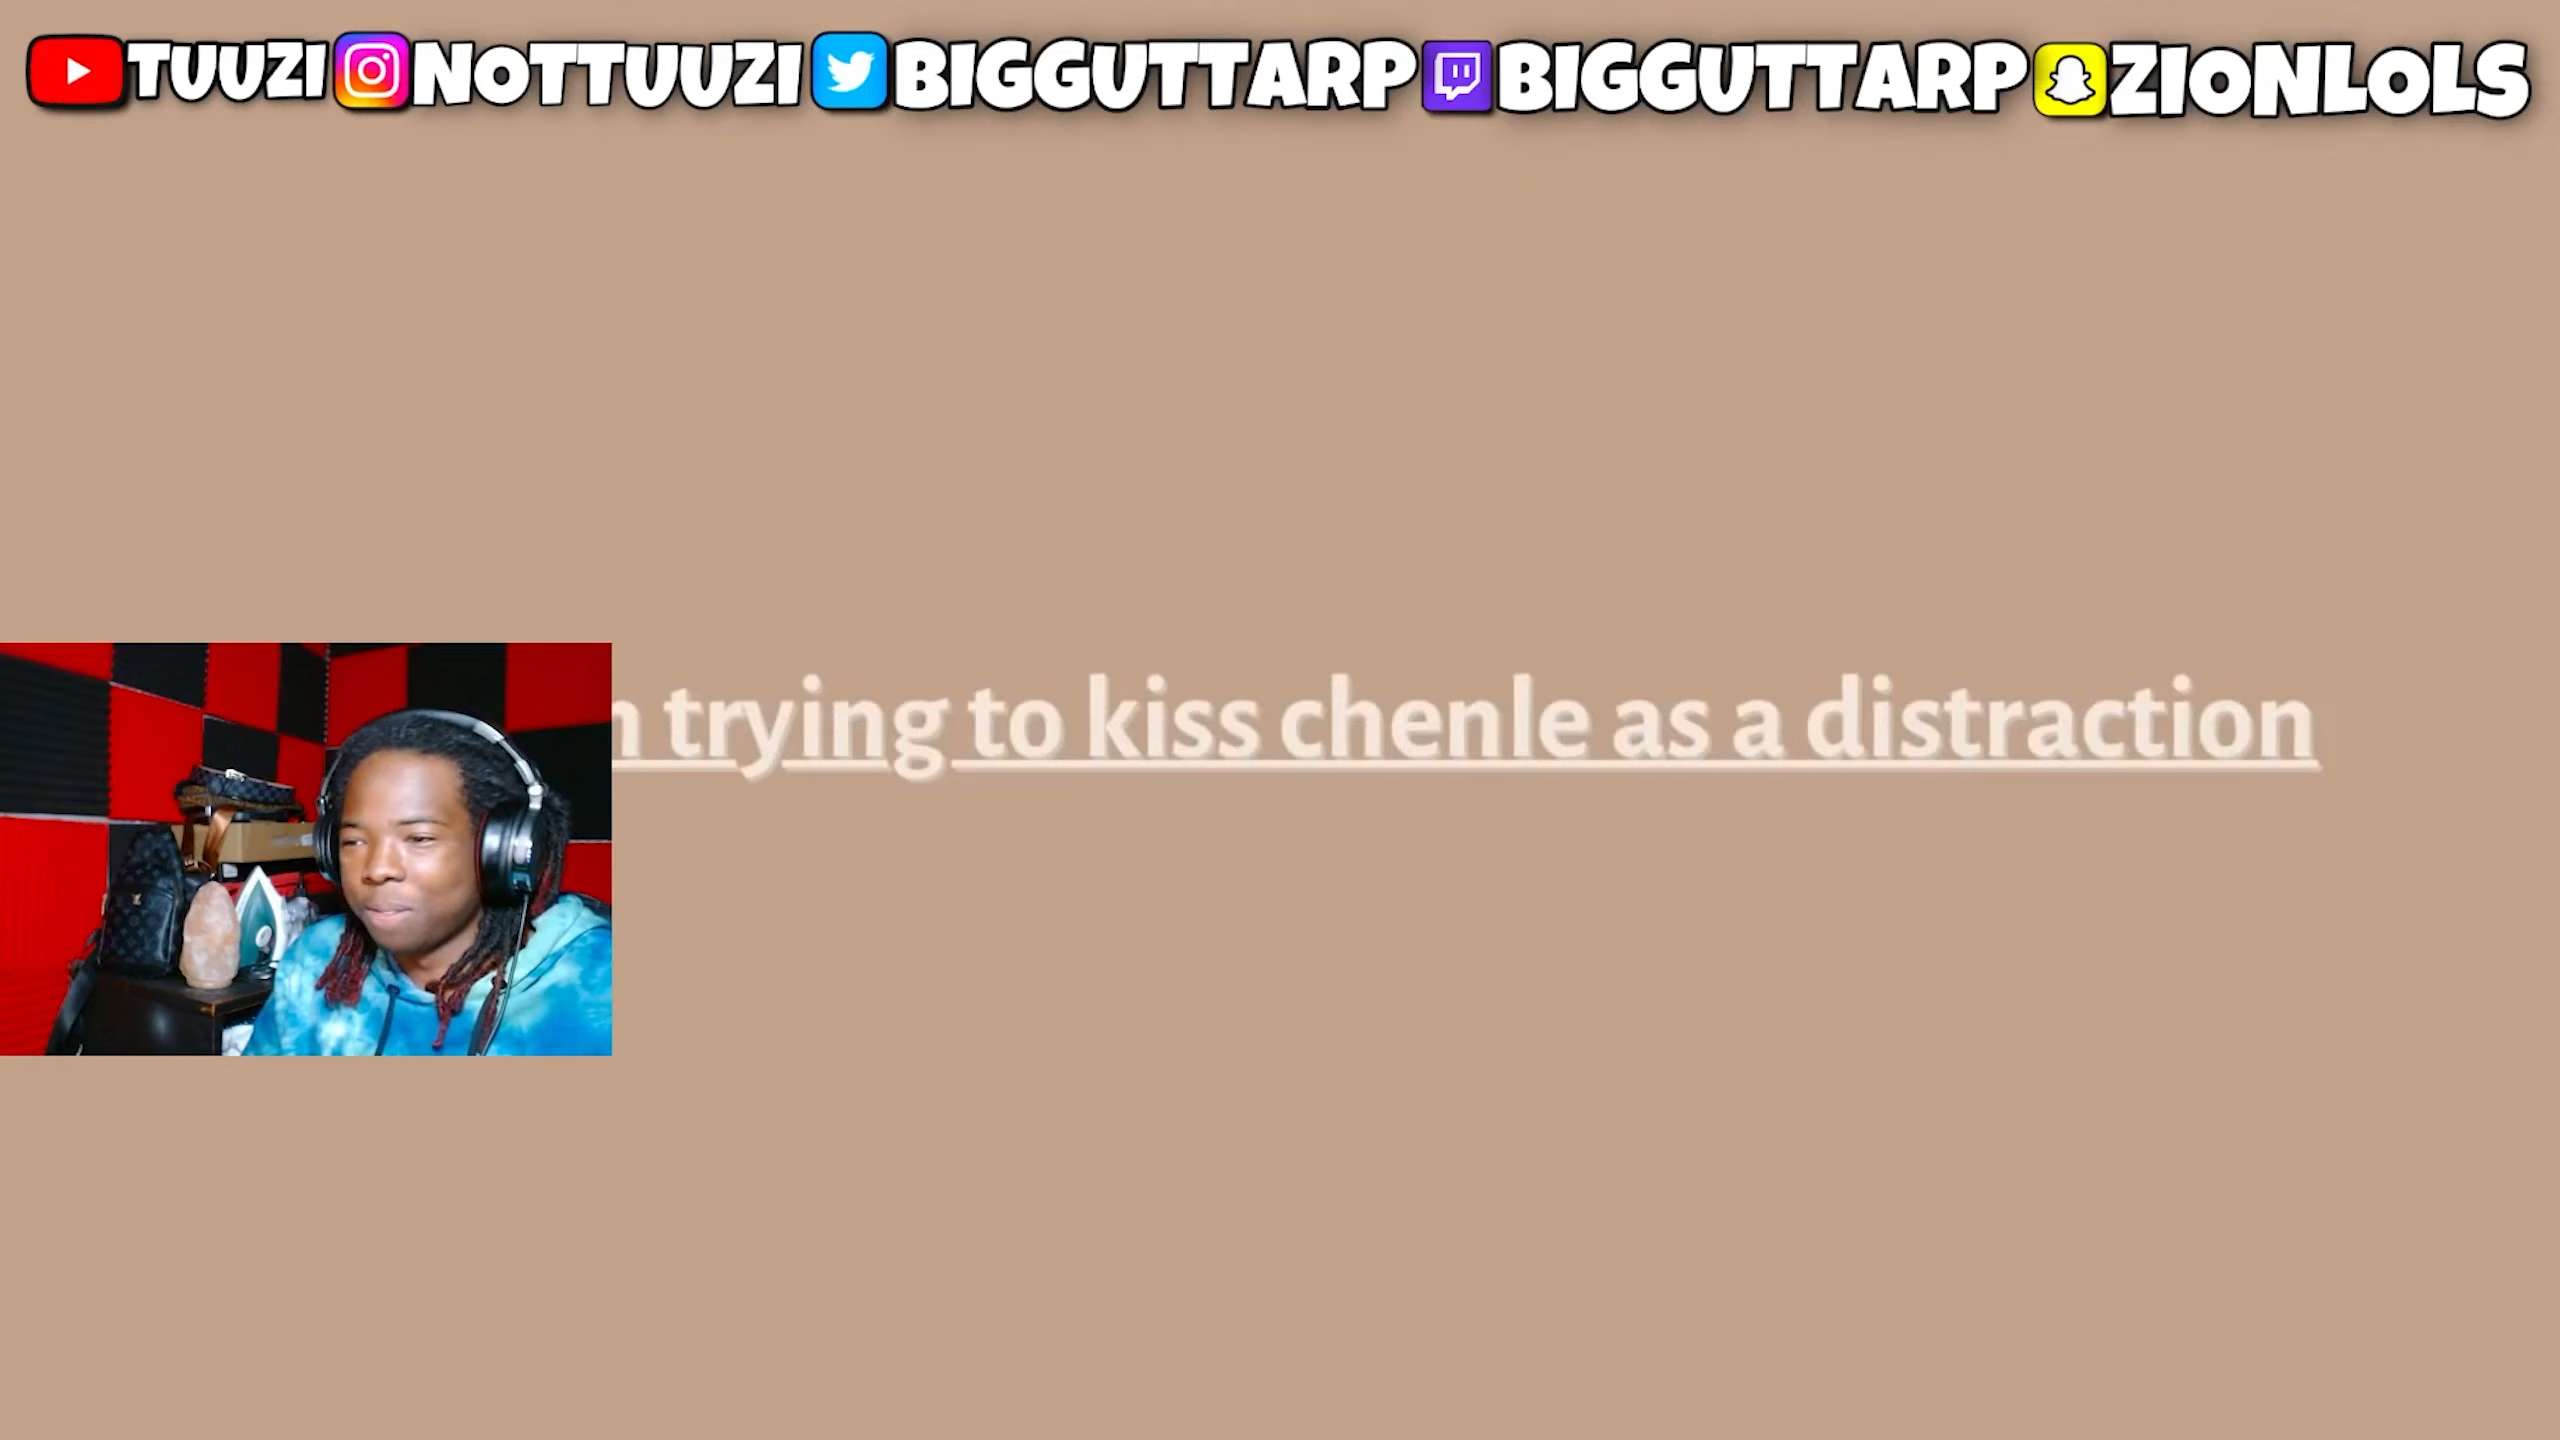 TUUZI NOTTUUZI BIGGUTTARP BIGGUTTARP ZIONLOLS
trying to kiss chenle as a distraction